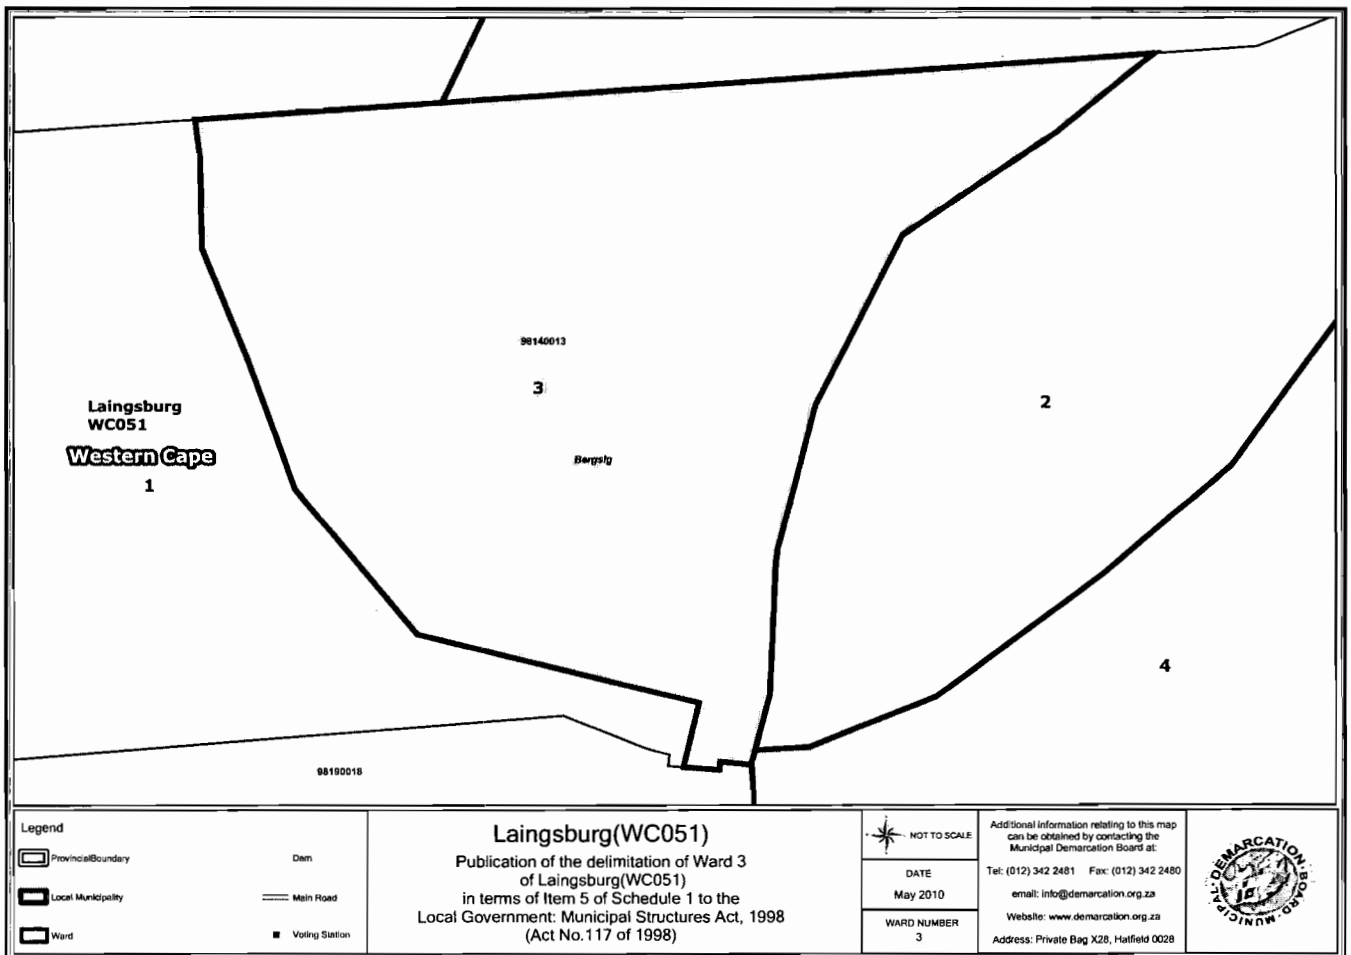 98140013
3
2
Laingsburg
WC051
Western Cape
1
Bergsig
4
98190018
Legend
ProvincialBoundary
Local Municipality
Ward
Dam
Main Road
Voting Station
Laingsburg(WC051)
Publication of the delimitation of Ward 3
of Laingsburg(WC051)
in terms of Item 5 of Schedule 1 to the
Local Government: Municipal Structures Act, 1998
(Act No.117 of 1998)
NOT TO SCALE
DATE
May 2010
WARD NUMBER
3
Additional information relating to this map
can be obtained by contacting the
Municipal Demarcation Board at:
Tel: (012) 342 2481 Fax: (012) 342 2480
email: info@demarcation.org.za
Website: www.demarcation.org.za
Address: Private Bag X28, Hatfield 0028
MUNICIPAL · DEMARCATION · BOARD